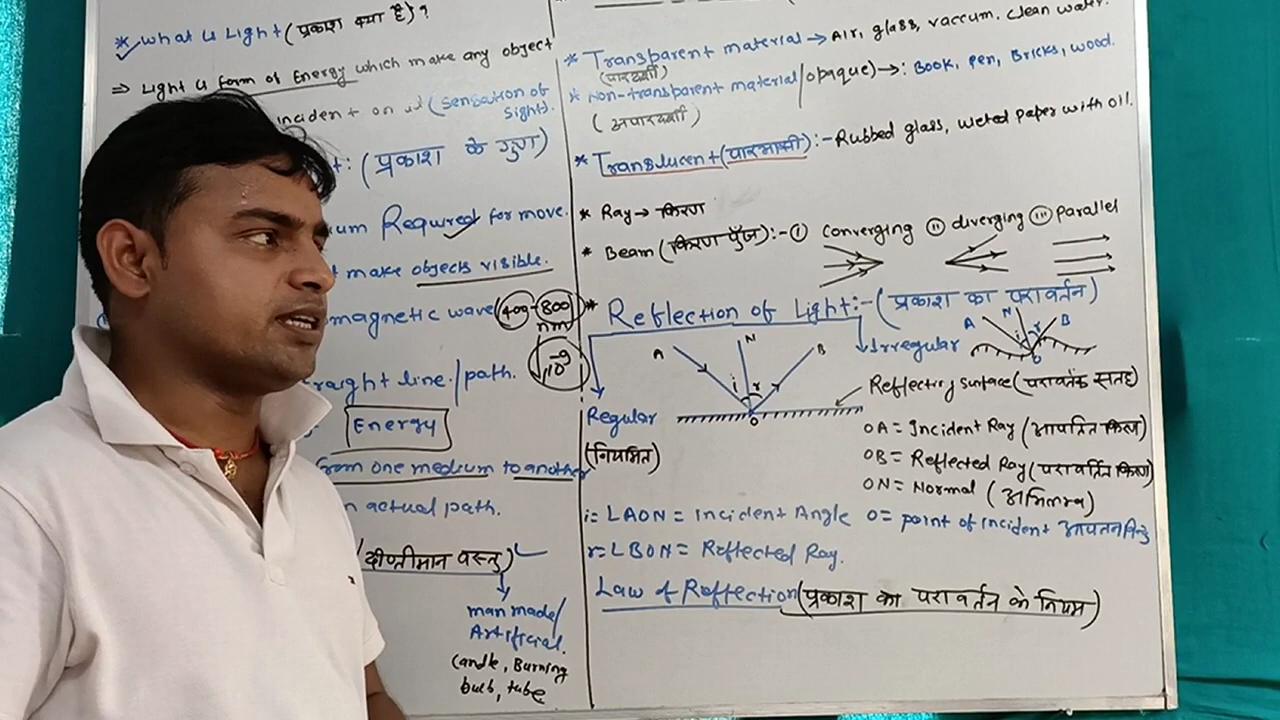 * what is Light (प्रकाश क्या है)?
⇒ Light is form of Energy which make any object
incident on it (sensation of
sight).
t: (प्रकाश के गुण)
um Required for move.
t make objects visible.
magnetic wave (400-800)
nm
10⁻⁹
raight line/path.
Energy
from one medium to another
n actual path.
(दीप्तीमान वस्तु)
man made/
Artificial.
candle, Burning
bulb, tube
* Transparent material → Air, glass, vaccum, clean water.
(पारदर्शी)
* Non-transparent material/opaque) →: Book, pen, Bricks, wood.
(अपारदर्शी)
* Translucent (पारभासी):- Rubbed glass, weted paper with oil.
* Ray → किरण
* Beam (किरण पुँज):- (i) converging (ii) diverging (iii) parallel
* Reflection of Light:- (प्रकाश का परावर्तन)
A N B
i r
O
Irregular
A N B
i r
O
Regular
(नियमित)
Reflecting surface (परावर्तक सतह)
OA = Incident Ray (आपतित किरण)
OB = Reflected Ray (परावर्तित किरण)
ON = Normal (अभिलम्ब)
i = ∠AON = Incident Angle O = point of incident आपतन बिन्दु
r = ∠BON = Reflected Ray.
Law of Reflection (प्रकाश का परावर्तन के नियम)